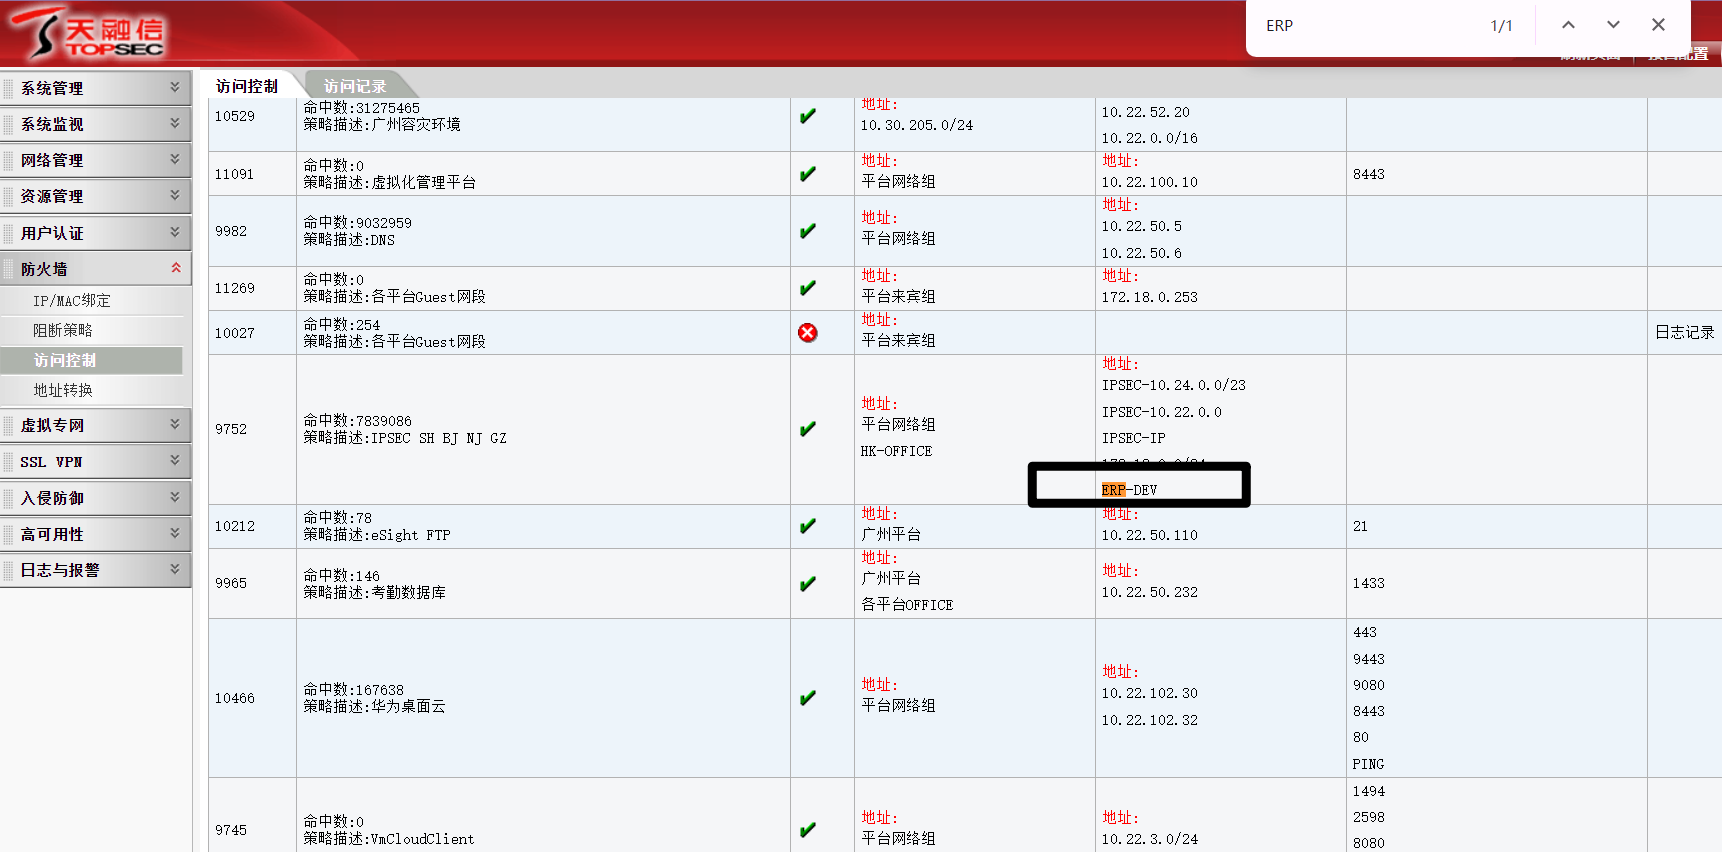 天融信
TOPSEC
ERP
1/1
系统管理
系统监视
网络管理
资源管理
用户认证
防火墙
IP/MAC绑定
阻断策略
访问控制
地址转换
虚拟专网
SSL VPN
入侵防御
高可用性
日志与报警
访问控制
访问记录
10529
命中数:31275465
策略描述:广州容灾环境
地址:
10.30.205.0/24
10.22.52.20
10.22.0.0/16
11091
命中数:0
策略描述:虚拟化管理平台
地址:
平台网络组
地址:
10.22.100.10
8443
9982
命中数:9032959
策略描述:DNS
地址:
平台网络组
地址:
10.22.50.5
10.22.50.6
11269
命中数:0
策略描述:各平台Guest网段
地址:
平台来宾组
地址:
172.18.0.253
10027
命中数:254
策略描述:各平台Guest网段
地址:
平台来宾组
日志记录
9752
命中数:7839086
策略描述:IPSEC SH BJ NJ GZ
地址:
平台网络组
HK-OFFICE
地址:
IPSEC-10.24.0.0/23
IPSEC-10.22.0.0
IPSEC-IP
ERP-DEV
10212
命中数:78
策略描述:eSight FTP
地址:
广州平台
地址:
10.22.50.110
21
9965
命中数:146
策略描述:考勤数据库
地址:
广州平台
各平台OFFICE
地址:
10.22.50.232
1433
10466
命中数:167638
策略描述:华为桌面云
地址:
平台网络组
地址:
10.22.102.30
10.22.102.32
443
9443
9080
8443
80
PING
9745
命中数:0
策略描述:VmCloudClient
地址:
平台网络组
地址:
10.22.3.0/24
1494
2598
8080